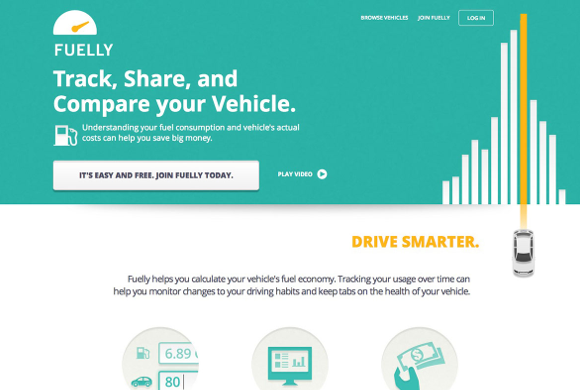 BROWSE VEHICLES JOIN FUELLY LOG IN
FUELLY
Track, Share, and
Compare your Vehicle.
Understanding your fuel consumption and vehicle's actual
costs can help you save big money.
IT'S EASY AND FREE. JOIN FUELLY TODAY.
PLAY VIDEO
DRIVE SMARTER.
Fuelly helps you calculate your vehicle's fuel economy. Tracking your usage over time can
help you monitor changes to your driving habits and keep tabs on the health of your vehicle.
6.89
80
$